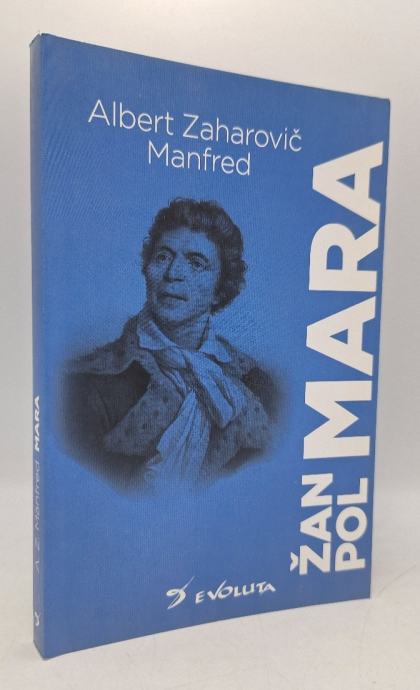 Albert Zaharovič
Manfred
ŽAN
POL
MARA
EVOLUTA
A. Z. Manfred MARA